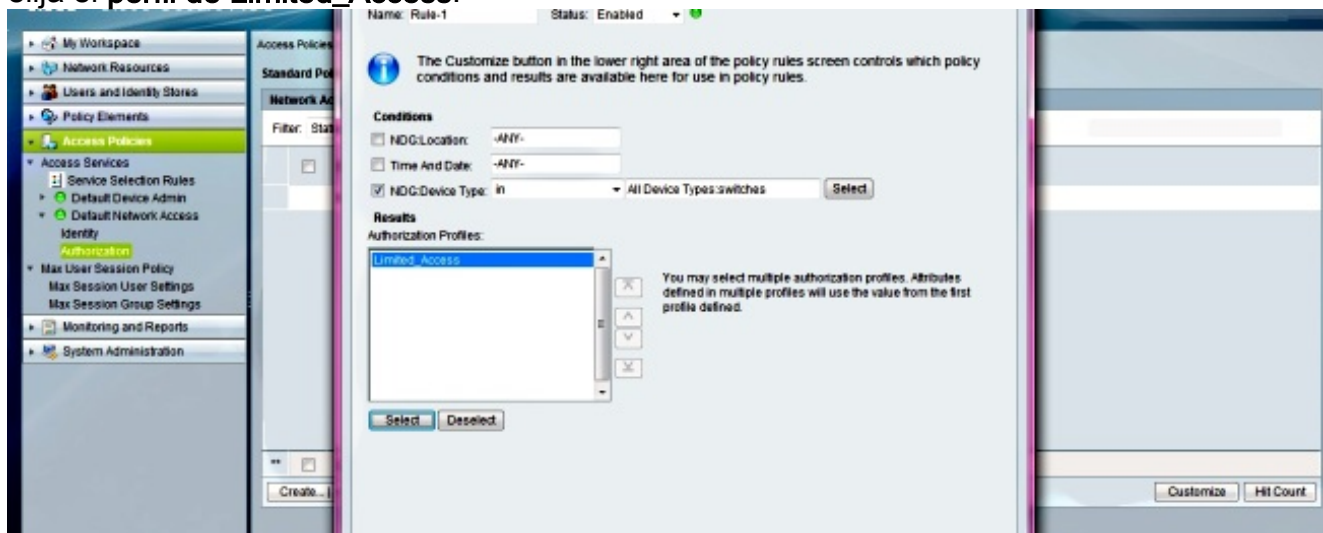 elija el perfil de Limited_Access.
Name: Rule-1 Status: Enabled
My Workspace
Network Resources
Users and Identity Stores
Policy Elements
Access Policies
Access Services
Service Selection Rules
Default Device Admin
Default Network Access
Identity
Authorization
Max User Session Policy
Max Session User Settings
Max Session Group Settings
Monitoring and Reports
System Administration
Access Policies
Standard Pol
Network Ac
Filter: Stat
Create... |
The Customize button in the lower right area of the policy rules screen controls which policy
conditions and results are available here for use in policy rules.
Conditions
NDG:Location: -ANY-
Time And Date: -ANY-
NDG:Device Type: in All Device Types:switches Select
Results
Authorization Profiles:
Limited_Access
You may select multiple authorization profiles. Attributes
defined in multiple profiles will use the value from the first
profile defined.
Select Deselect
** 
Customize Hit Count